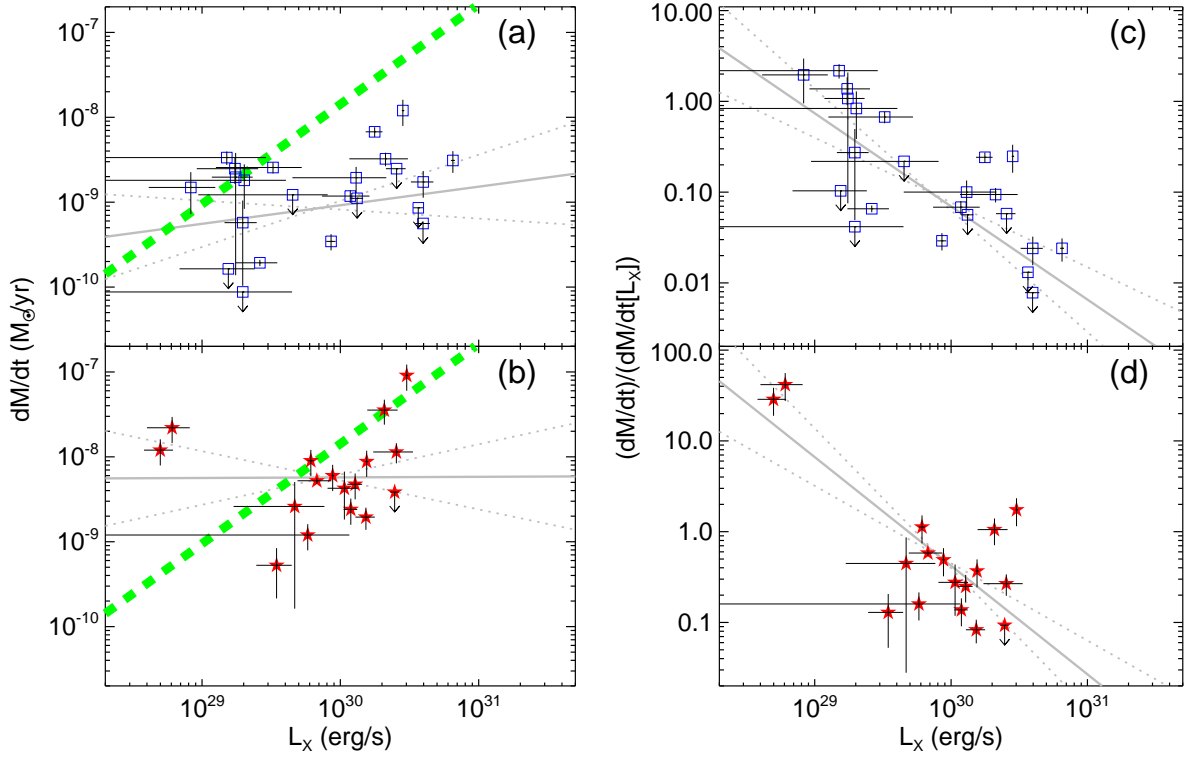 (a)
10⁻⁷
10⁻⁸
10⁻⁹
10⁻¹⁰
dM/dt (M☉/yr)
(b)
10⁻⁷
10⁻⁸
10⁻⁹
10⁻¹⁰
10²⁹
10³⁰
10³¹
L_X (erg/s)
(c)
10.00
1.00
0.10
0.01
(dM/dt)/(dM/dt[L_X])
(d)
100.0
10.0
1.0
0.1
10²⁹
10³⁰
10³¹
L_X (erg/s)